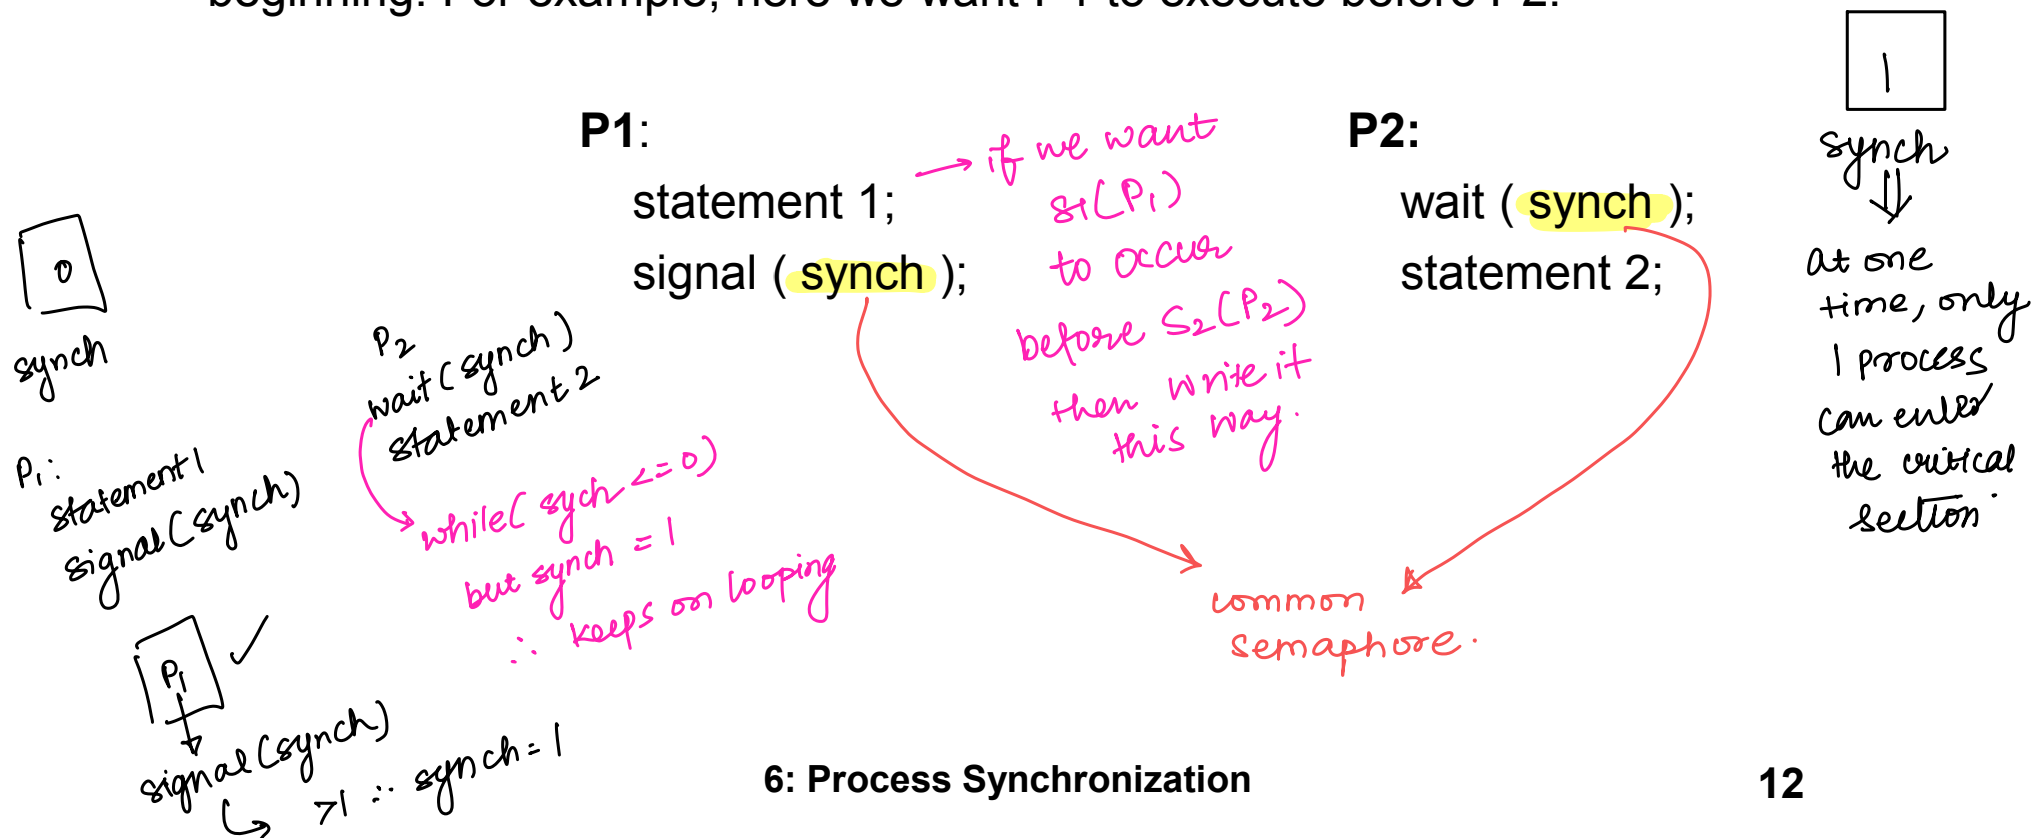 beginning. For example, here we want P1 to execute before P2:
P1:
statement 1;
signal ( synch );
P2:
wait ( synch );
statement 2;
→ if we want
S1(P1)
to occur
before S2(P2)
then write it
this way.
1
synch
⇓
at one
time, only
1 process
can enter
the critical
section.
0
synch
P1:
statement 1
signal (synch)
P2
wait (synch)
statement 2
while( sych <= 0)
but synch = 1
∴ keeps on looping
P1 ✓
signal (synch)
↳ >1 ∴ synch = 1
common
semaphore.
6: Process Synchronization
12